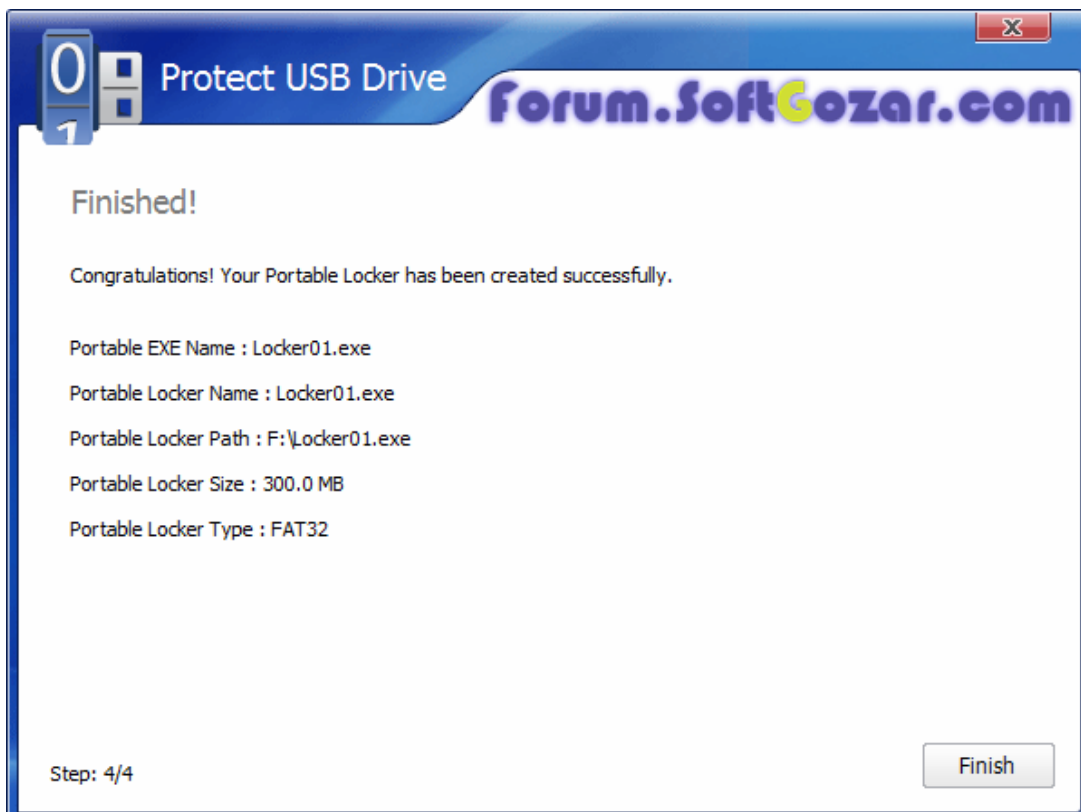 0
1
Protect USB Drive
Forum.SoftGozar.com
Finished!
Congratulations! Your Portable Locker has been created successfully.
Portable EXE Name : Locker01.exe
Portable Locker Name : Locker01.exe
Portable Locker Path : F:\Locker01.exe
Portable Locker Size : 300.0 MB
Portable Locker Type : FAT32
Step: 4/4
Finish